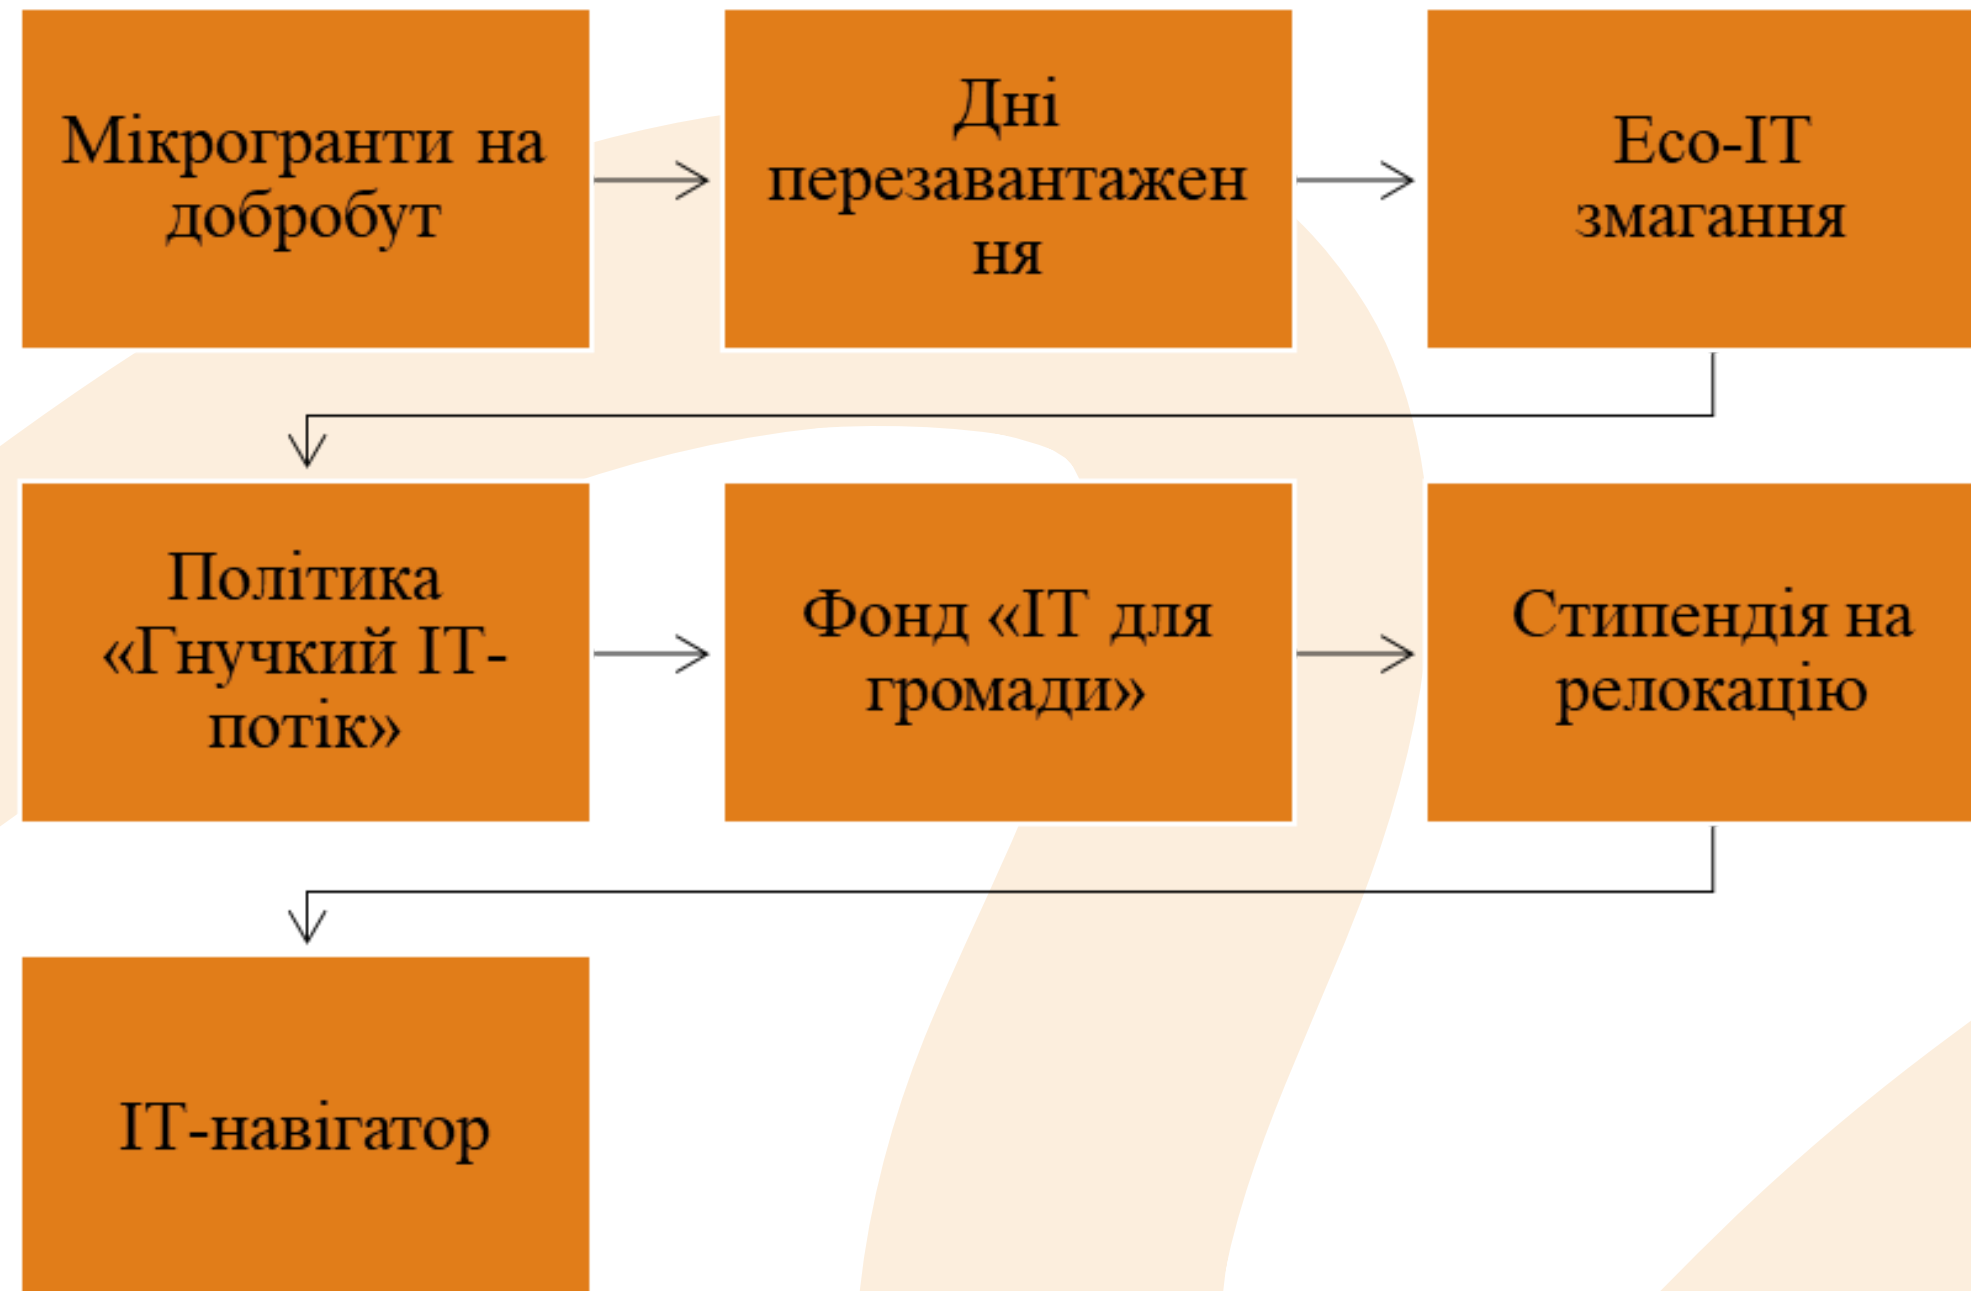 Мікрогранти на
добробут
Дні
перезавантажен
ня
Eco-IT
змагання
Політика
«Гнучкий ІТ-
потік»
Фонд «ІТ для
громади»
Стипендія на
релокацію
ІТ-навігатор